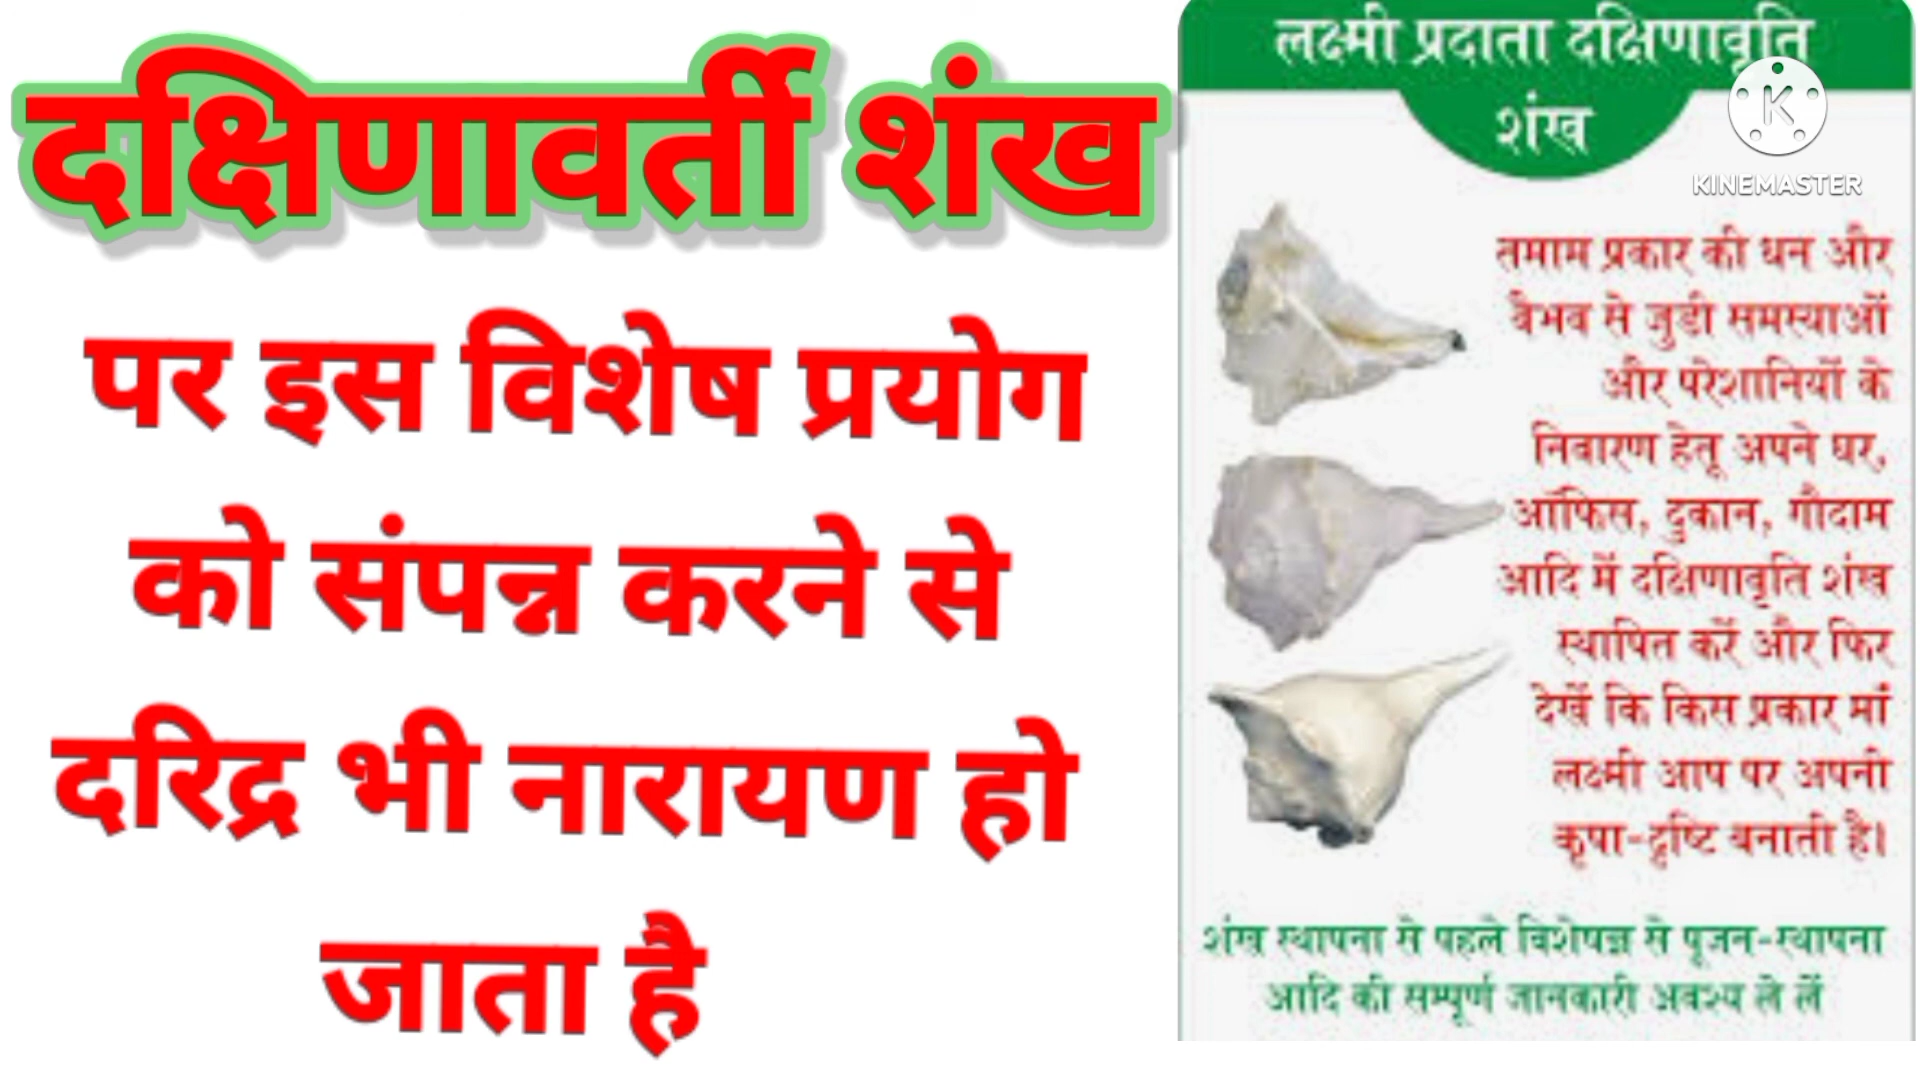 दक्षिणावर्ती शंख
पर इस विशेष प्रयोग
को संपन्न करने से
दरिद्र भी नारायण हो
जाता है
लक्ष्मी प्रदाता दक्षिणावृति
शंख
KINEMASTER
तमाम प्रकार की धन और
वैभव से जुडी समस्याओं
और परेशानियों के
निवारण हेतू अपने घर,
ऑफिस, दुकान, गौदाम
आदि में दक्षिणावृति शंख
स्थापित करें और फिर
देखें कि किस प्रकार मां
लक्ष्मी आप पर अपनी
कृपा-दृष्टि बनाती है।
शंख स्थापना से पहले विशेषज्ञ से पूजन-स्थापना
आदि की सम्पूर्ण जानकारी अवश्य ले लें